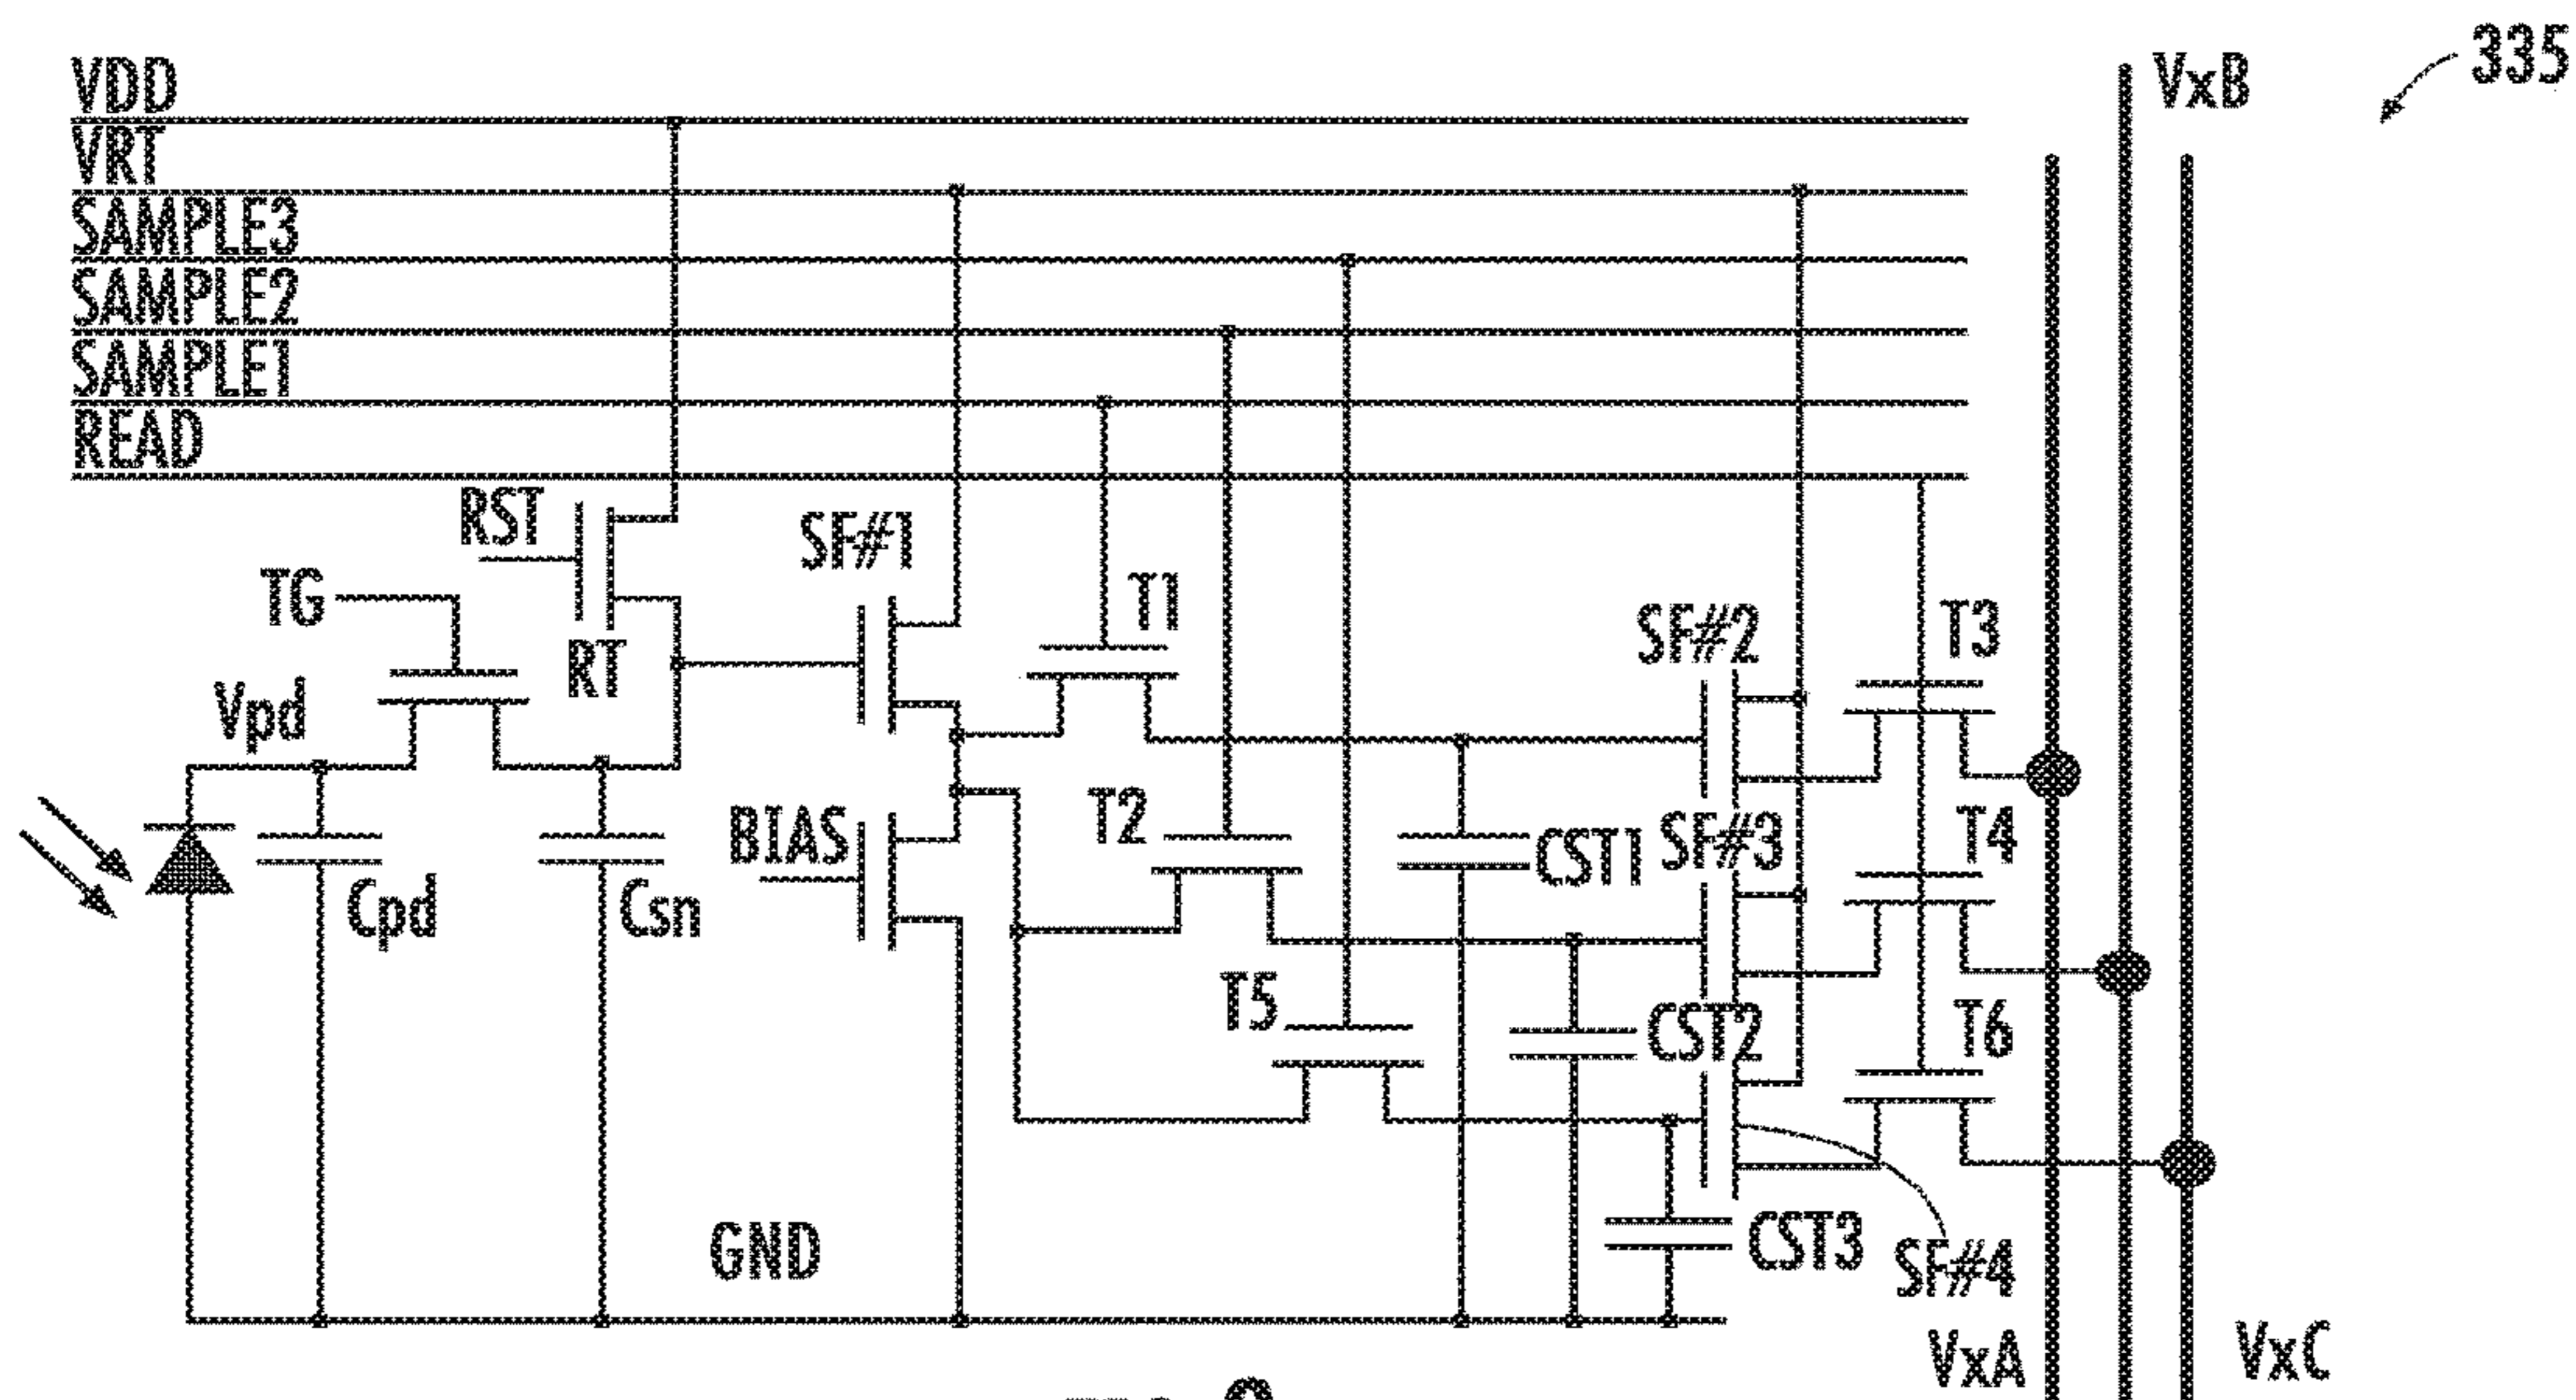 335
VxB
VDD
VRT
SAMPLE3
SAMPLE2
SAMPLE1
READ
RST
SF#1
TG
T1
RT
SF#2
T3
Vpd
BIAS
T2
CST1
SF#3
T4
Cpd
Csn
T5
CST2
T6
GND
CST3
SF#4
VxA
VxC